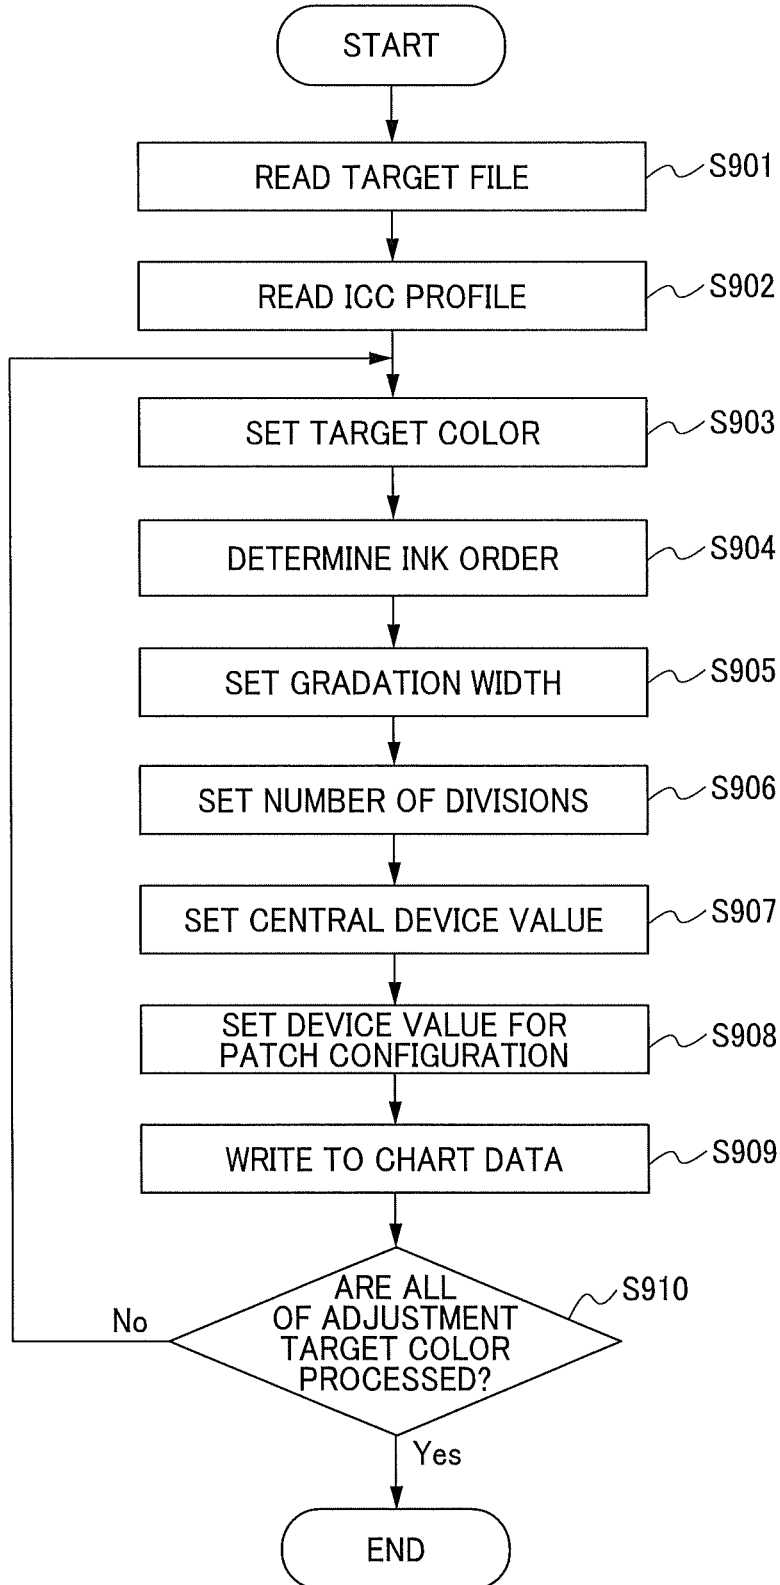 START
READ TARGET FILE
S901
READ ICC PROFILE
S902
SET TARGET COLOR
S903
DETERMINE INK ORDER
S904
SET GRADATION WIDTH
S905
SET NUMBER OF DIVISIONS
S906
SET CENTRAL DEVICE VALUE
S907
SET DEVICE VALUE FOR
PATCH CONFIGURATION
S908
WRITE TO CHART DATA
S909
ARE ALL
OF ADJUSTMENT
TARGET COLOR
PROCESSED?
S910
No
Yes
END